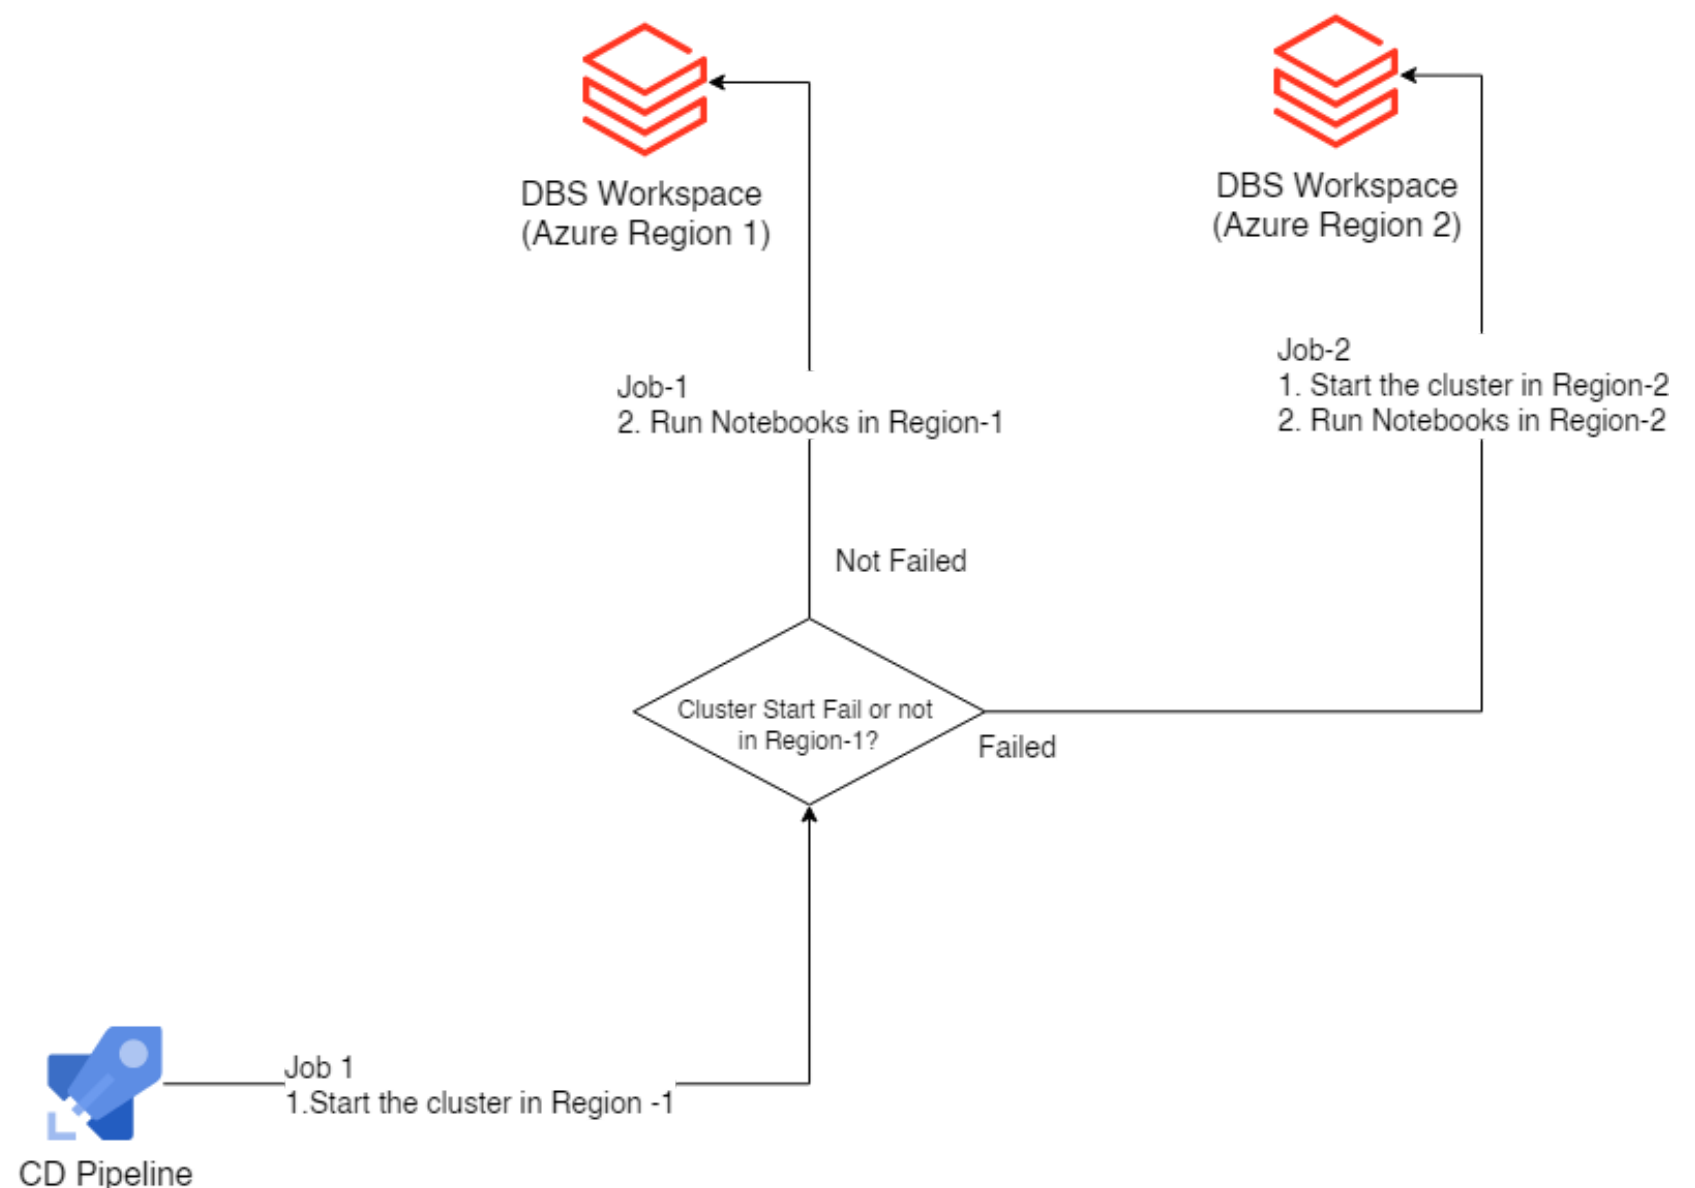 DBS Workspace
(Azure Region 1)
DBS Workspace
(Azure Region 2)
Job-1
2. Run Notebooks in Region-1
Job-2
1. Start the cluster in Region-2
2. Run Notebooks in Region-2
Not Failed
Cluster Start Fail or not
in Region-1?
Failed
Job 1
1.Start the cluster in Region -1
CD Pipeline